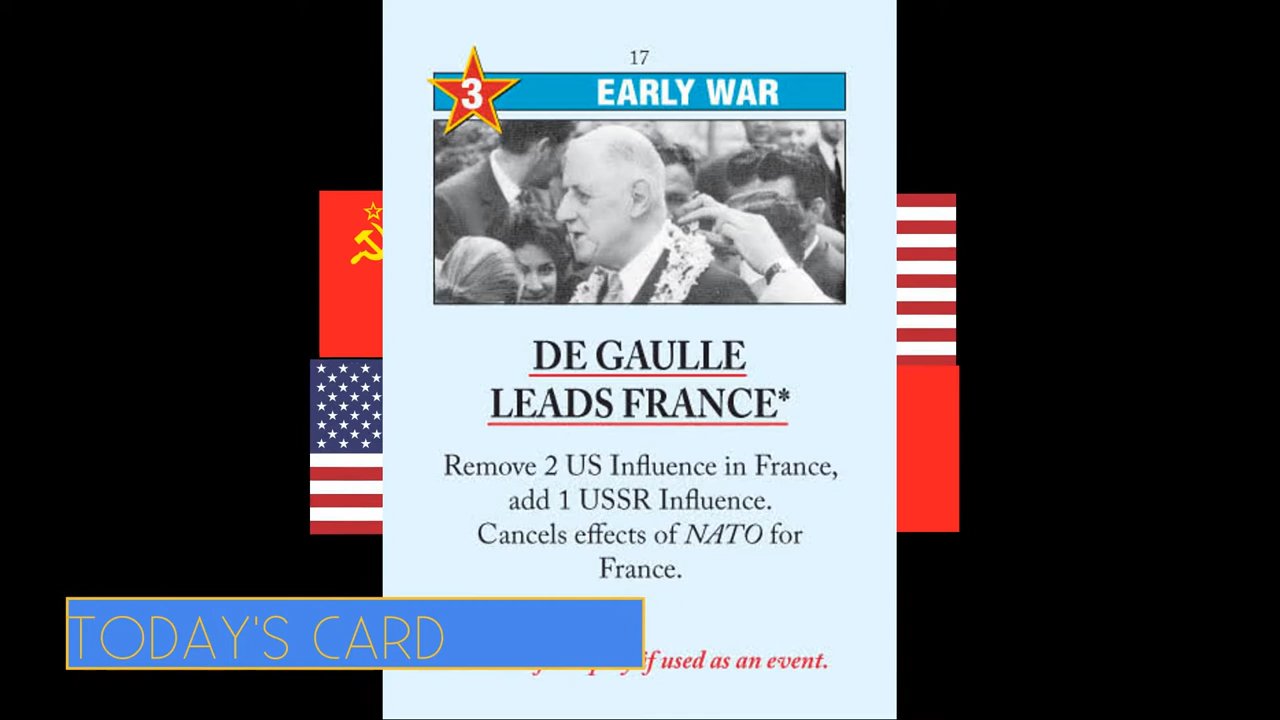 17
3
EARLY WAR
DE GAULLE
LEADS FRANCE*
Remove 2 US Influence in France,
add 1 USSR Influence.
Cancels effects of NATO for
France.
if used as an event.
TODAY'S CARD